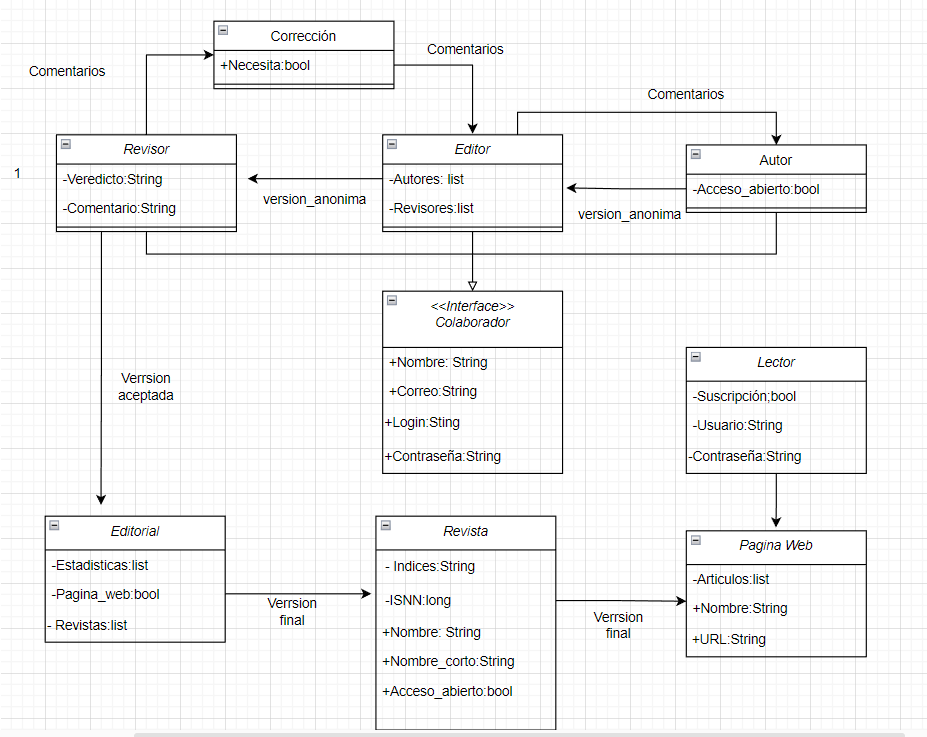 Corrección
+Necesita:bool
Comentarios
Comentarios
Comentarios
1
Revisor
-Veredicto:String
-Comentario:String
version_anonima
Editor
-Autores: list
-Revisores:list
version_anonima
Autor
-Acceso_abierto:bool
<<Interface>>
Colaborador
+Nombre: String
+Correo:String
+Login:Sting
+Contraseña:String
Lector
-Suscripción;bool
-Usuario:String
-Contraseña:String
Verrsion
aceptada
Editorial
-Estadisticas:list
-Pagina_web:bool
- Revistas:list
Verrsion
final
Revista
- Indices:String
-ISNN:long
+Nombre: String
+Nombre_corto:String
+Acceso_abierto:bool
Verrsion
final
Pagina Web
-Articulos:list
+Nombre:String
+URL:String